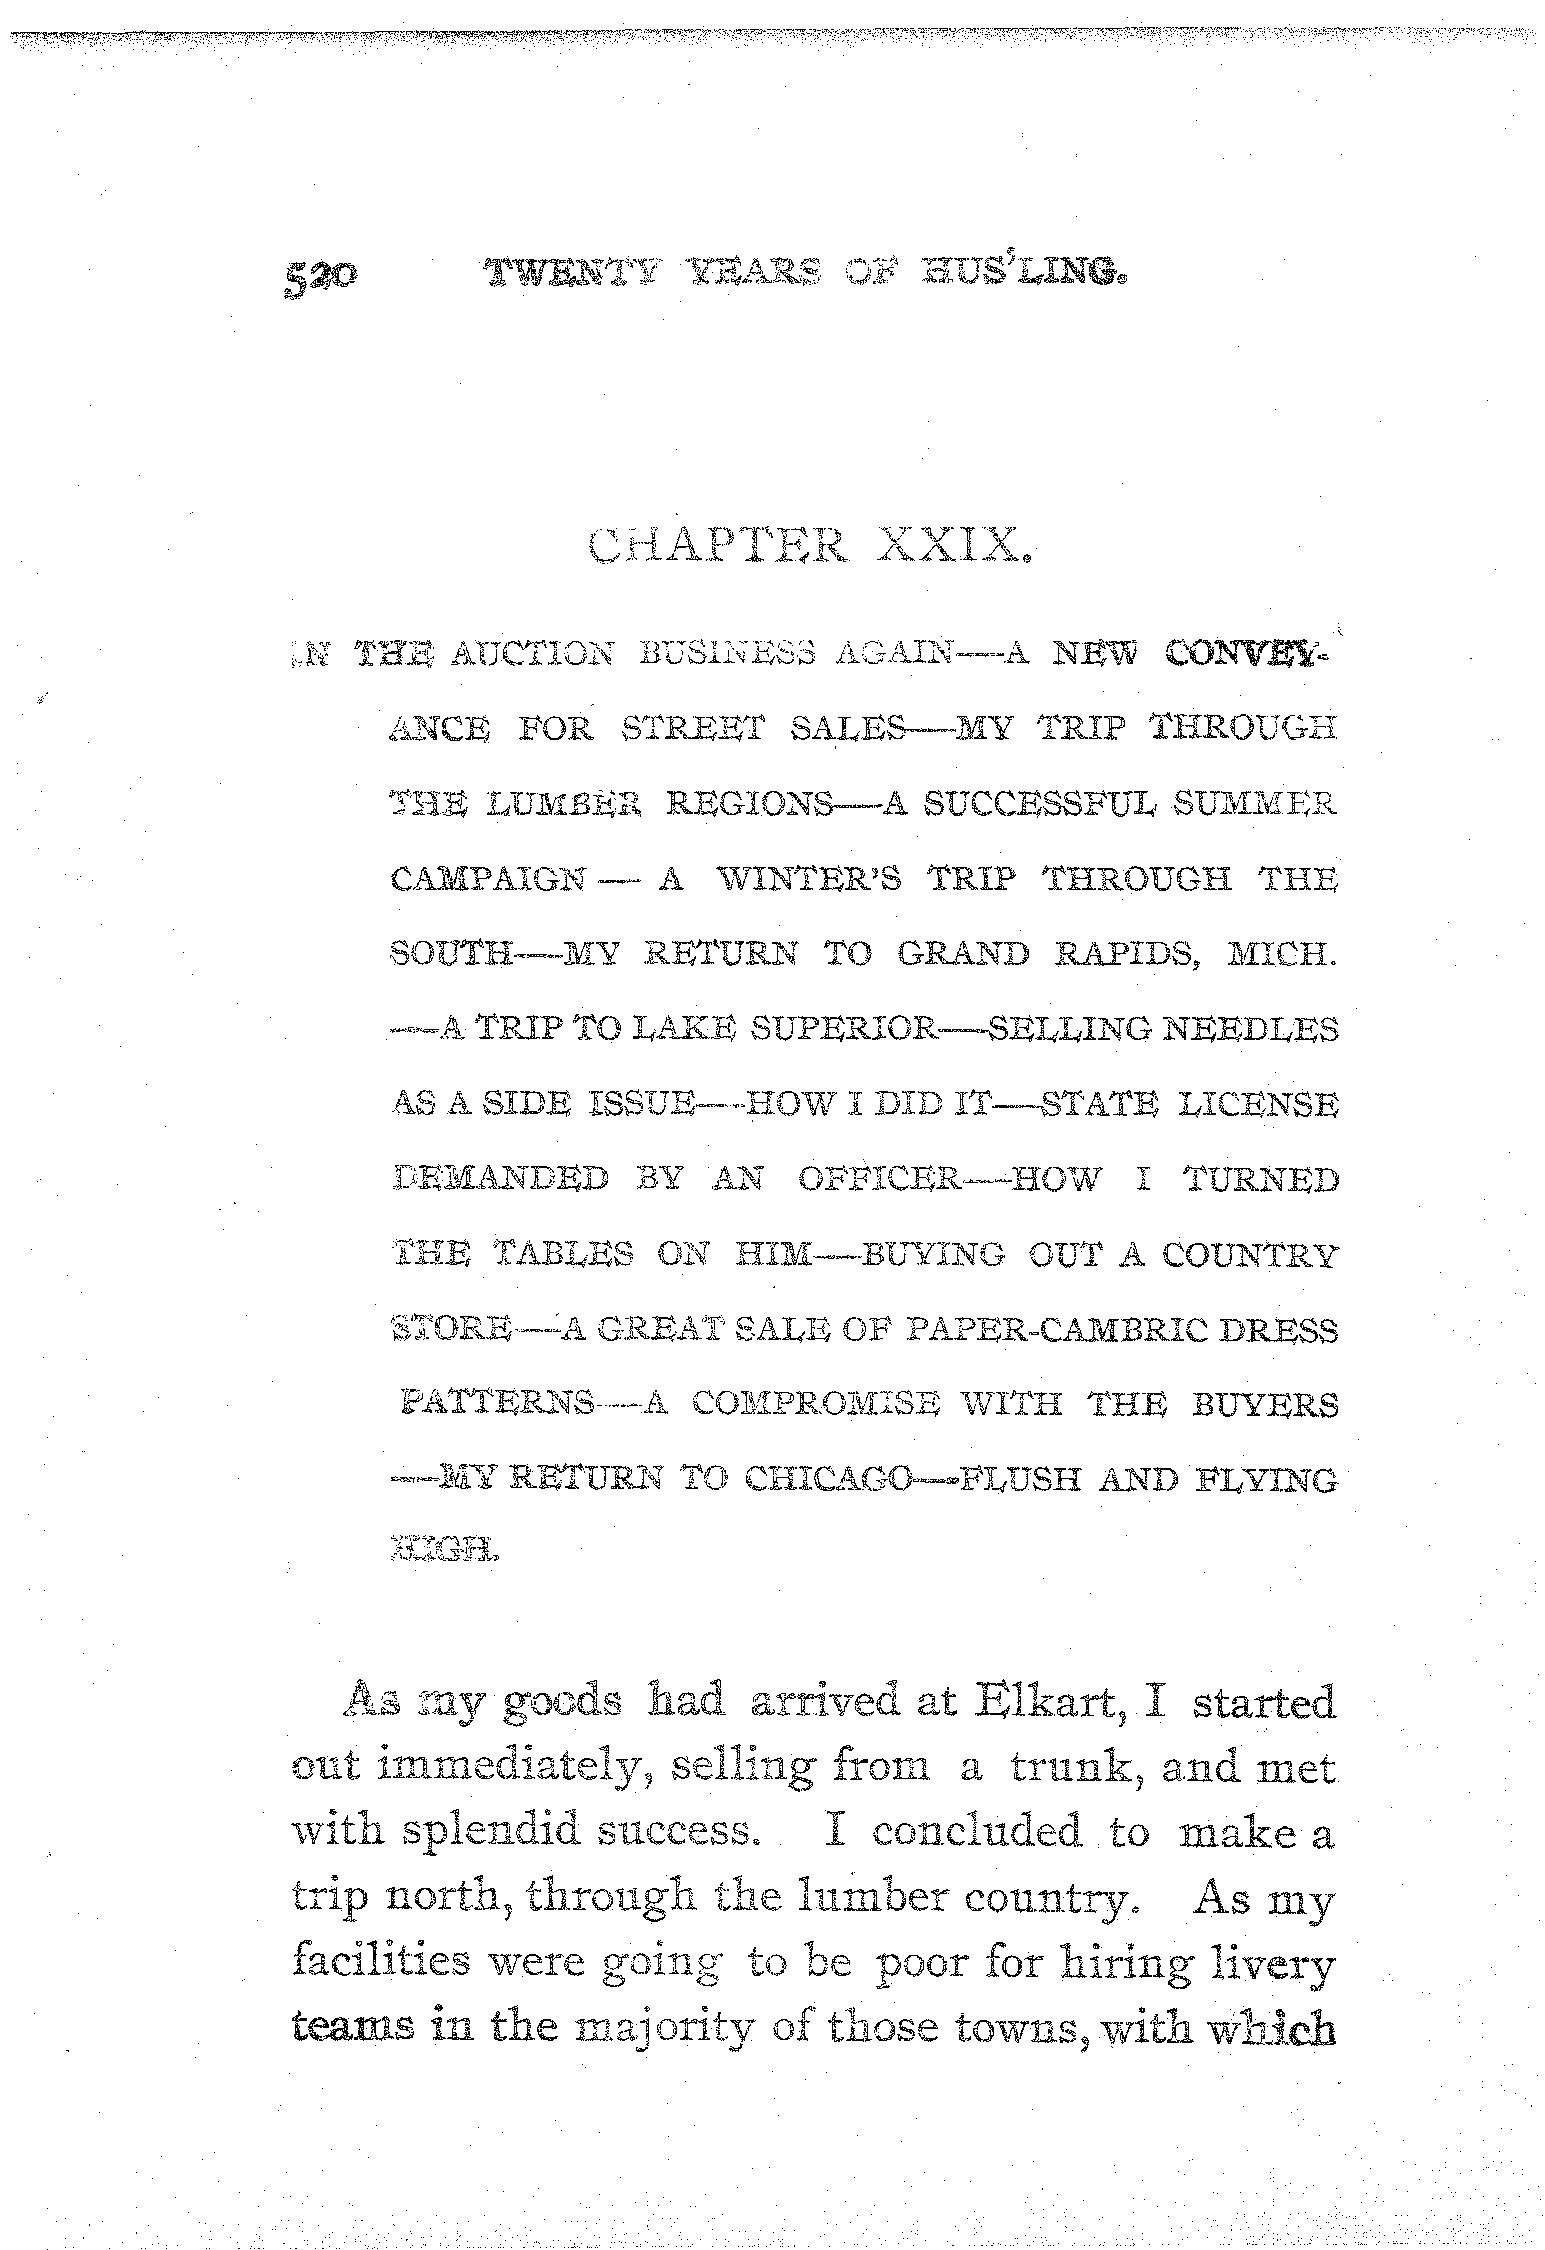 520 TWENTY YEARS OF HUS'LING.
CHAPTER XXIX.
IN THE AUCTION BUSINESS AGAIN—A NEW CONVEY-
ANCE FOR STREET SALES—MY TRIP THROUGH
THE LUMBER REGIONS—A SUCCESSFUL SUMMER
CAMPAIGN — A WINTER'S TRIP THROUGH THE
SOUTH—MY RETURN TO GRAND RAPIDS, MICH.
—A TRIP TO LAKE SUPERIOR—SELLING NEEDLES
AS A SIDE ISSUE—HOW I DID IT—STATE LICENSE
DEMANDED BY AN OFFICER—HOW I TURNED
THE TABLES ON HIM—BUYING OUT A COUNTRY
STORE—A GREAT SALE OF PAPER-CAMBRIC DRESS
PATTERNS—A COMPROMISE WITH THE BUYERS
—MY RETURN TO CHICAGO—FLUSH AND FLYING
HIGH.
As my goods had arrived at Elkart, I started
out immediately, selling from a trunk, and met
with splendid success. I concluded to make a
trip north, through the lumber country. As my
facilities were going to be poor for hiring livery
teams in the majority of those towns, with which